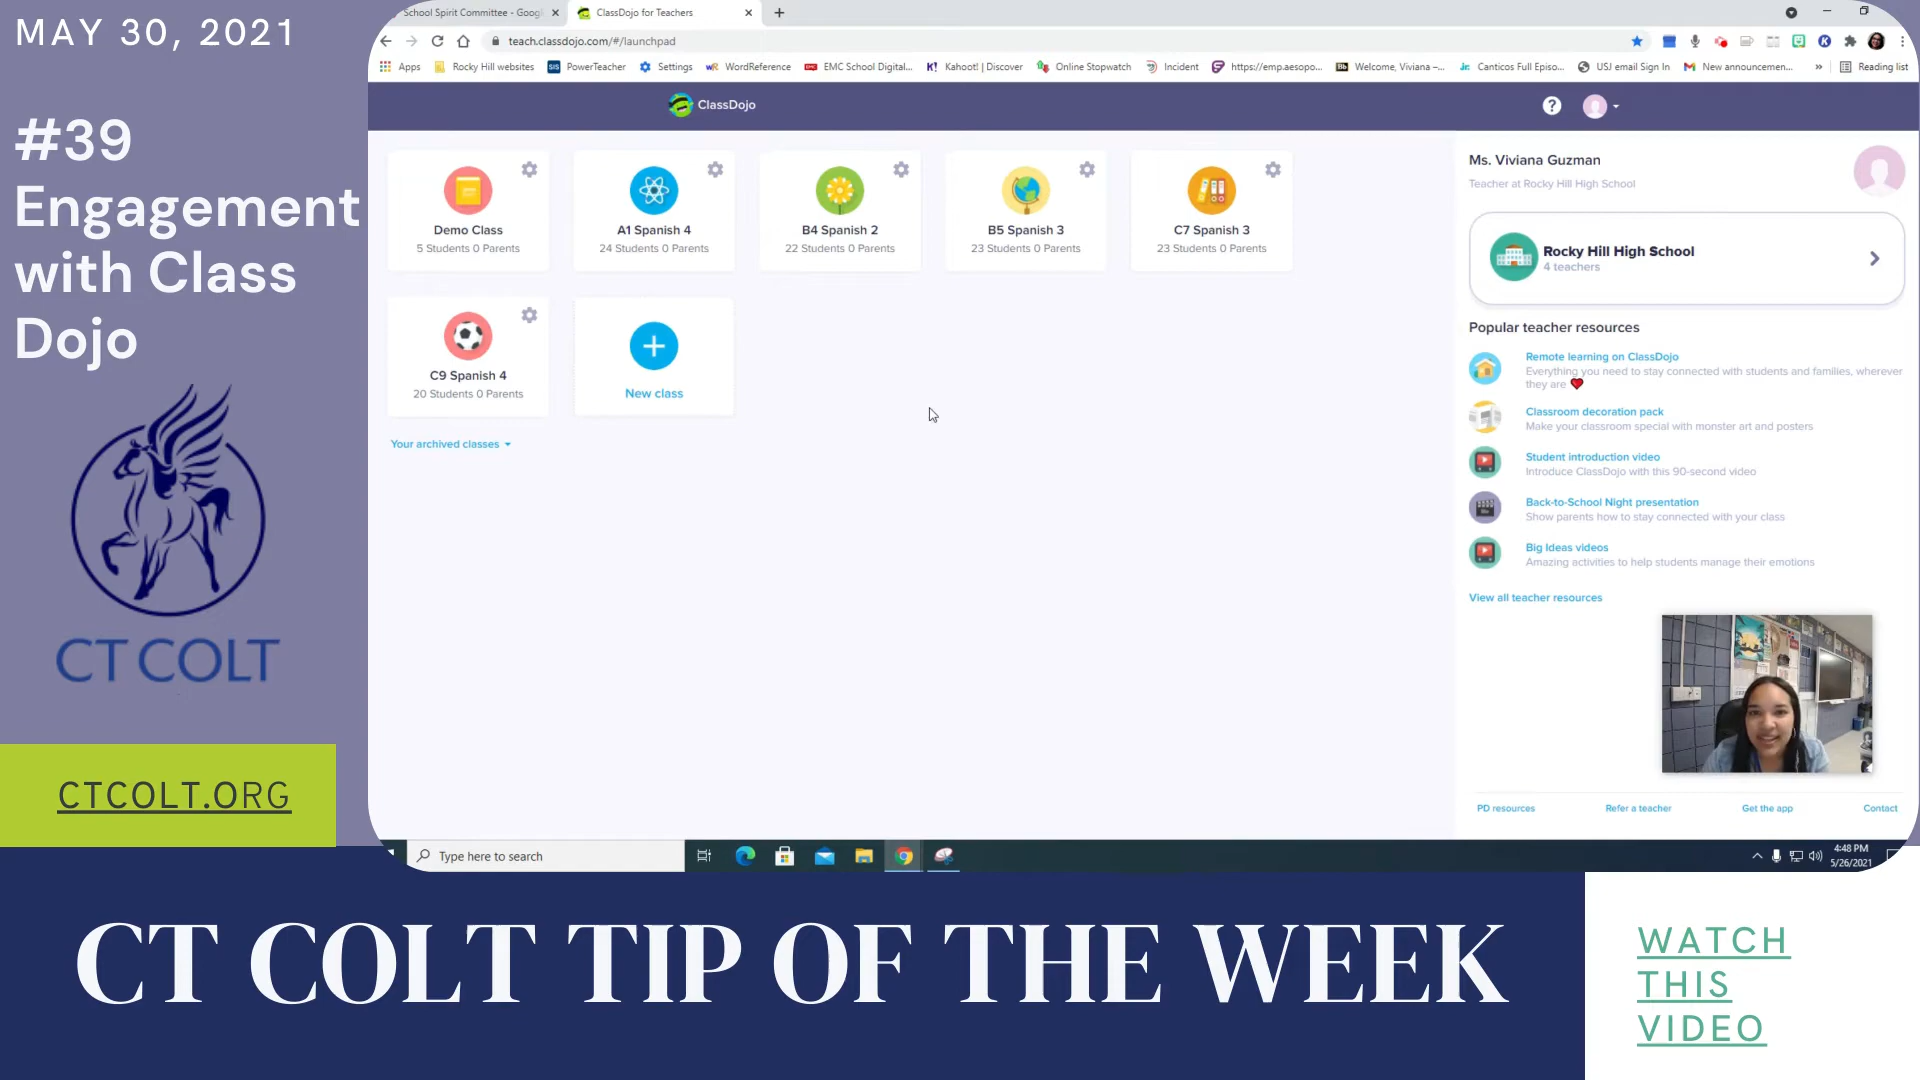 MAY 30, 2021
#39
Engagement
with Class
Dojo
CT COLT
CTCOLT.ORG
School Spirit Committee - Goog
ClassDojo for Teachers
teach.classdojo.com/#/launchpad
Apps
Rocky Hill websites
SIS
PowerTeacher
Settings
WR
WordReference
EMC School Digital...
K!
Kahoot! | Discover
Online Stopwatch
Incident
https://emp.aesopo...
Bb
Welcome, Viviana –...
Canticos Full Episo...
USJ email Sign In
New announcemen...
»
Reading list
ClassDojo
?
Demo Class
5 Students 0 Parents
A1 Spanish 4
24 Students 0 Parents
B4 Spanish 2
22 Students 0 Parents
B5 Spanish 3
23 Students 0 Parents
C7 Spanish 3
23 Students 0 Parents
C9 Spanish 4
20 Students 0 Parents
New class
Your archived classes
Ms. Viviana Guzman
Teacher at Rocky Hill High School
Rocky Hill High School
4 teachers
Popular teacher resources
Remote learning on ClassDojo
Everything you need to stay connected with students and families, wherever
they are
Classroom decoration pack
Make your classroom special with monster art and posters
Student introduction video
Introduce ClassDojo with this 90-second video
Back-to-School Night presentation
Show parents how to stay connected with your class
Big Ideas videos
Amazing activities to help students manage their emotions
View all teacher resources
PD resources
Refer a teacher
Get the app
Contact
Type here to search
4:48 PM
5/26/2021
CT COLT TIP OF THE WEEK
WATCH
THIS
VIDEO